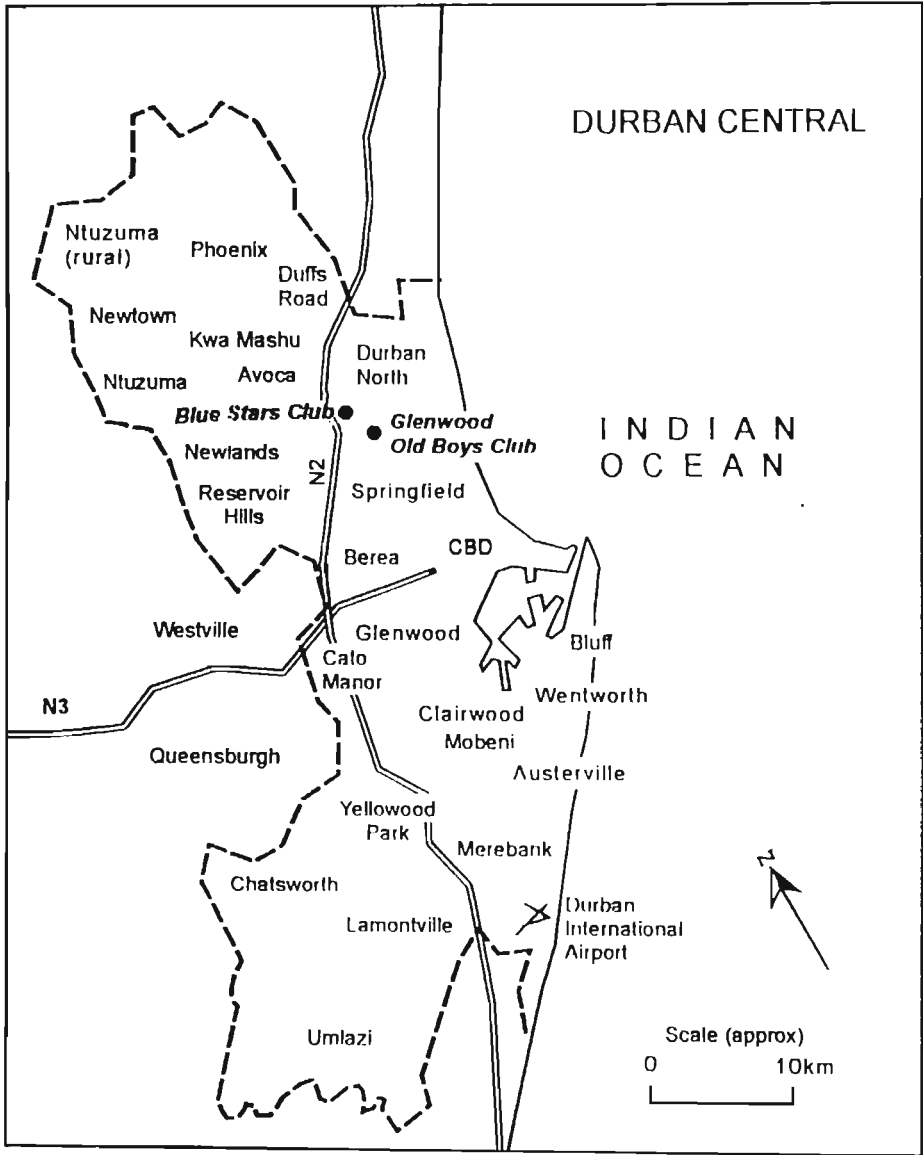 DURBAN CENTRAL
Ntuzuma
(rural)
Phoenix
Duffs
Road
Newtown
Kwa Mashu
Durban
North
Ntuzuma
Avoca
Blue Stars Club
Glenwood
Old Boys Club
INDIAN
OCEAN
Newlands
N2
Reservoir
Hills
Springfield
Berea
CBD
Westville
Glenwood
Bluff
Cato
Manor
Wentworth
N3
Clairwood
Mobeni
Queensburgh
Austerville
Yellowood
Park
Merebank
Chatsworth
Lamontville
Durban
International
Airport
N
Umlazi
Scale (approx)
0 10km